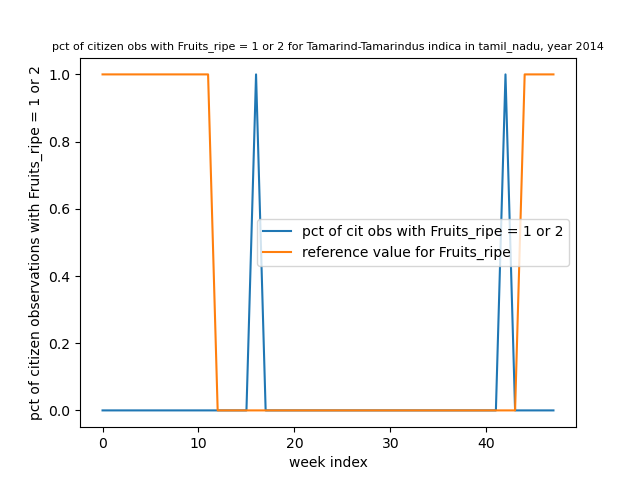 pct of citizen obs with Fruits_ripe = 1 or 2 for Tamarind-Tamarindus indica in tamil_nadu, year 2014
pct of citizen observations with Fruits_ripe = 1 or 2
1.0
0.8
0.6
0.4
0.2
0.0
pct of cit obs with Fruits_ripe = 1 or 2
reference value for Fruits_ripe
0 10 20 30 40
week index